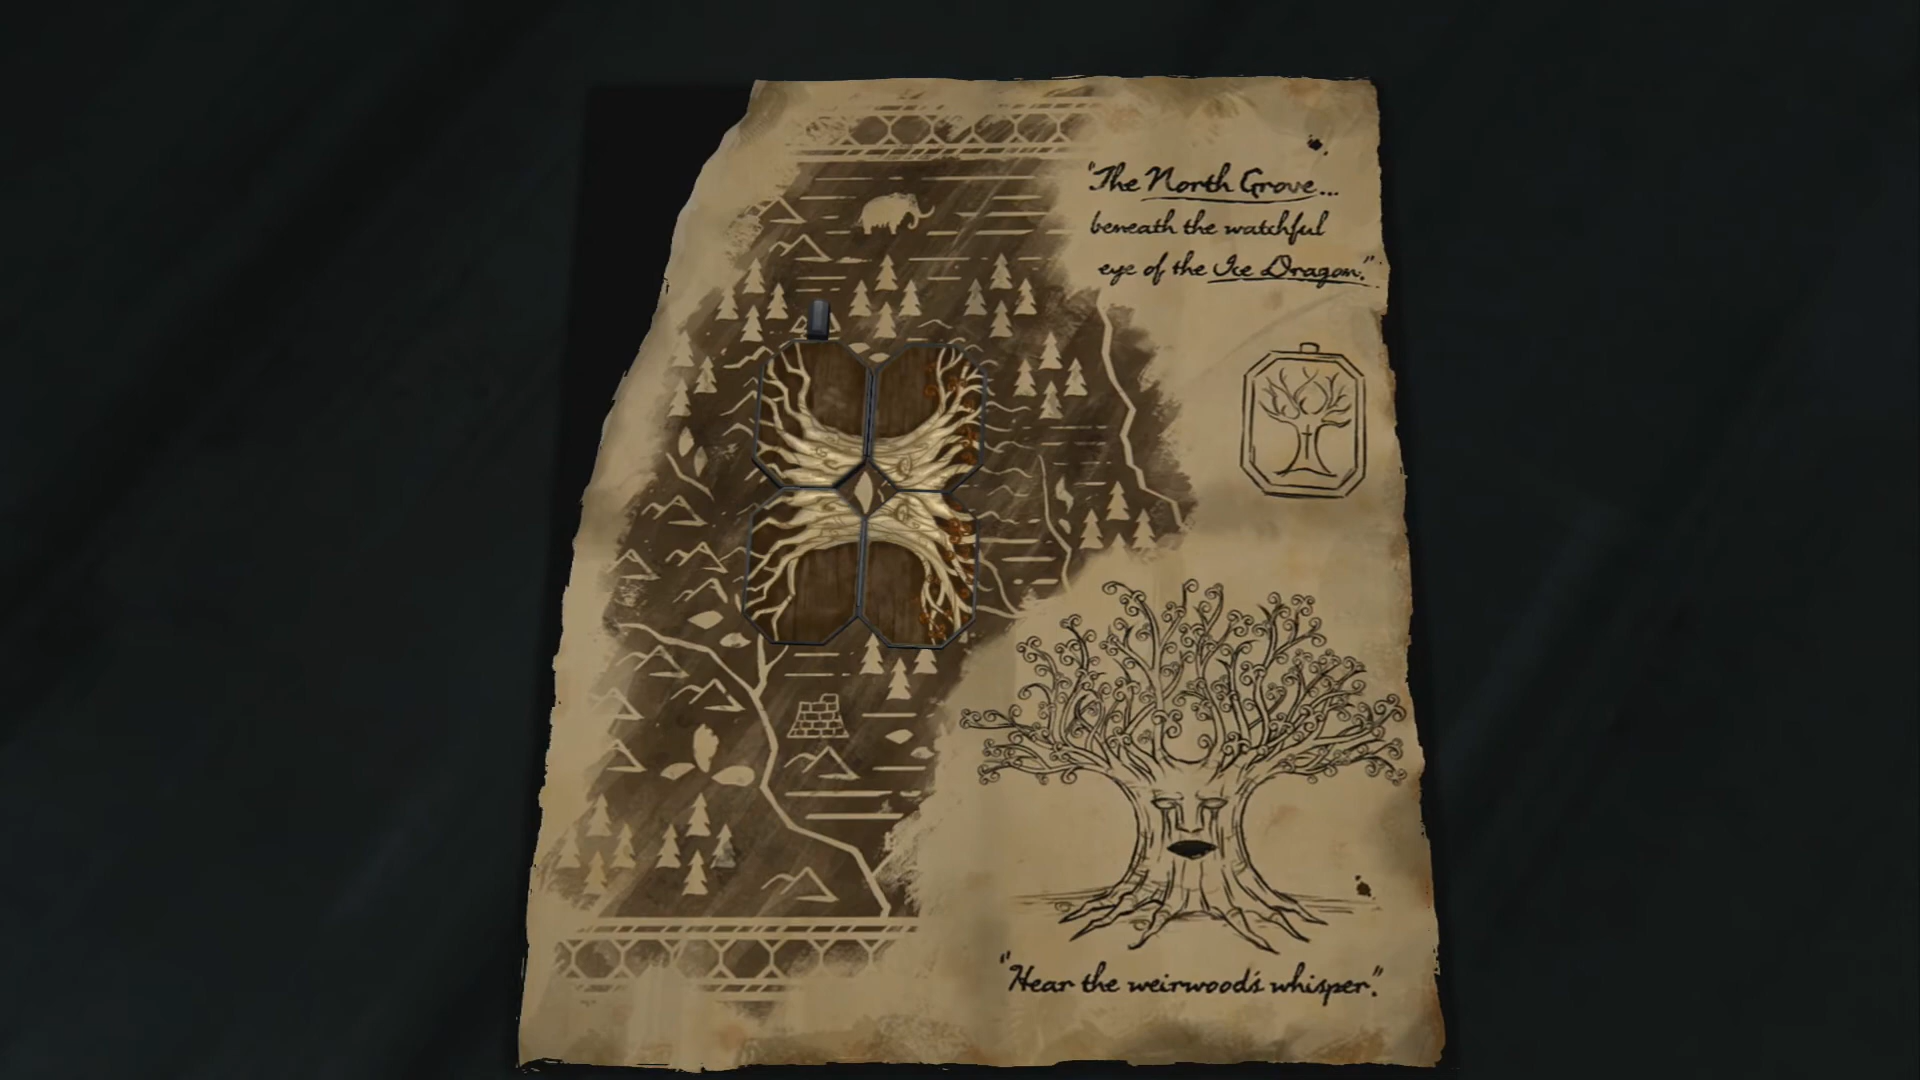 "The North Grove...
beneath the watchful
eye of the Ice Dragon."
"Hear the weirwood's whisper."